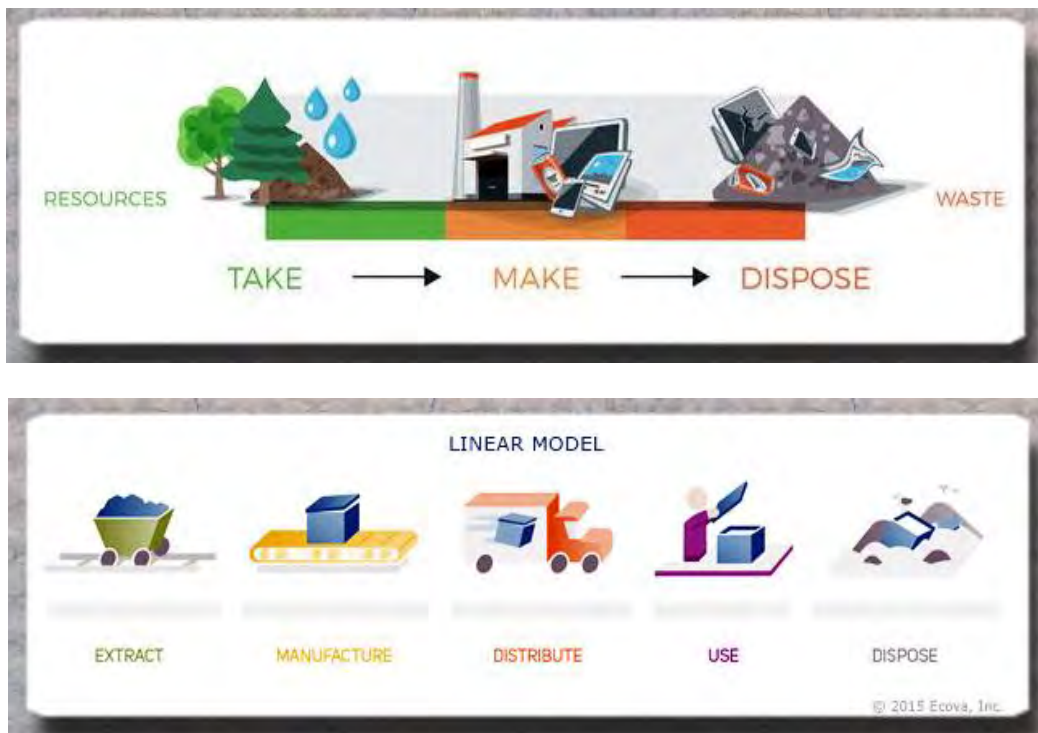 RESOURCES
WASTE
TAKE MAKE DISPOSE
LINEAR MODEL
EXTRACT MANUFACTURE DISTRIBUTE USE DISPOSE
© 2015 Ecova, Inc.